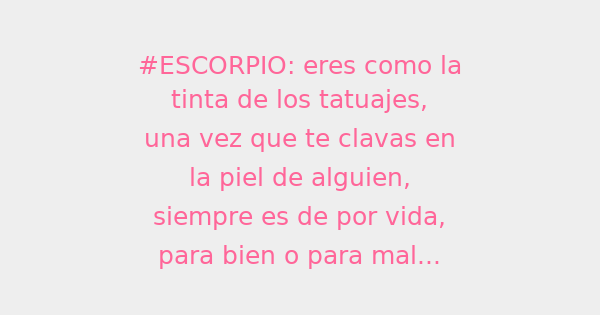 #ESCORPIO: eres como la
tinta de los tatuajes,
una vez que te clavas en
la piel de alguien,
siempre es de por vida,
para bien o para mal...